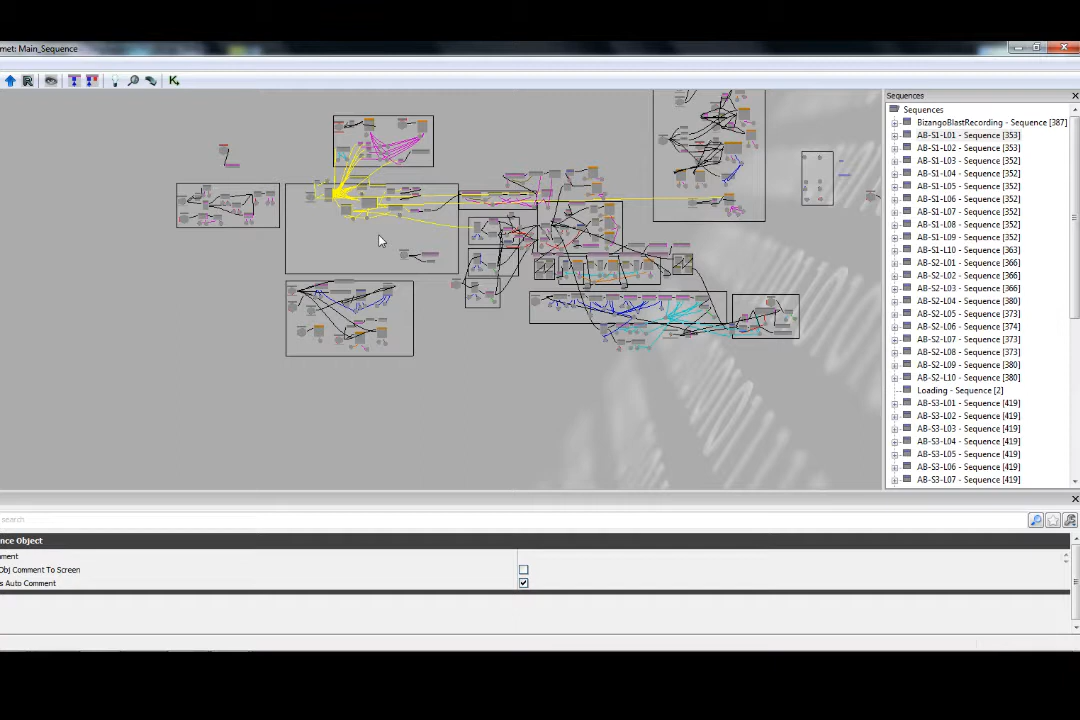 met: Main_Sequence
Sequences
Sequences
BizangoBlastRecording - Sequence [387]
AB-S1-L01 - Sequence [353]
AB-S1-L02 - Sequence [353]
AB-S1-L03 - Sequence [352]
AB-S1-L04 - Sequence [352]
AB-S1-L05 - Sequence [352]
AB-S1-L06 - Sequence [352]
AB-S1-L07 - Sequence [352]
AB-S1-L08 - Sequence [352]
AB-S1-L09 - Sequence [352]
AB-S1-L10 - Sequence [363]
AB-S2-L01 - Sequence [366]
AB-S2-L02 - Sequence [366]
AB-S2-L03 - Sequence [366]
AB-S2-L04 - Sequence [380]
AB-S2-L05 - Sequence [373]
AB-S2-L06 - Sequence [374]
AB-S2-L07 - Sequence [373]
AB-S2-L08 - Sequence [373]
AB-S2-L09 - Sequence [380]
AB-S2-L10 - Sequence [380]
Loading - Sequence [2]
AB-S3-L01 - Sequence [419]
AB-S3-L02 - Sequence [419]
AB-S3-L03 - Sequence [419]
AB-S3-L04 - Sequence [419]
AB-S3-L05 - Sequence [419]
AB-S3-L06 - Sequence [419]
AB-S3-L07 - Sequence [419]
search
nce Object
mment
Obj Comment To Screen
s Auto Comment